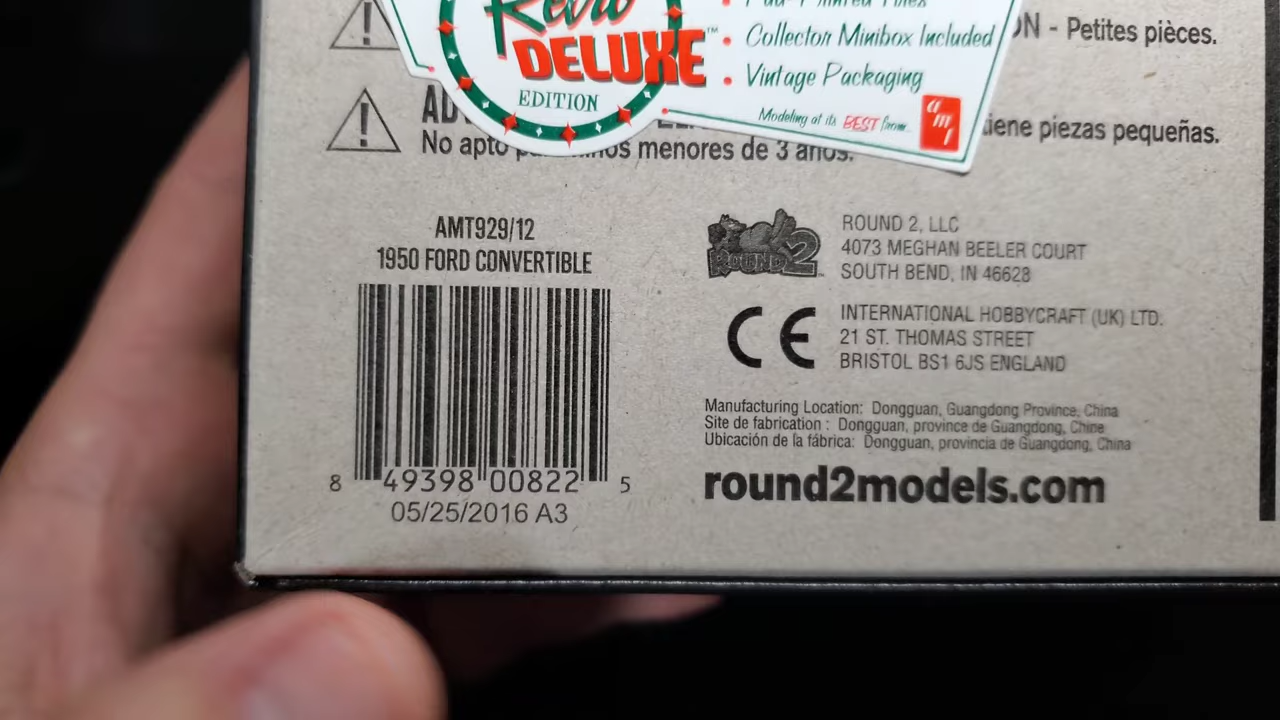 Retro
DELUXE™
EDITION
• Collector Minibox Included
• Vintage Packaging
Modeling at its BEST from...
amt
ON - Petites pièces.
tiene piezas pequeñas.
No apto menores de 3 años.
AMT929/12
1950 FORD CONVERTIBLE
8 49398 00822 5
05/25/2016 A3
ROUND 2
ROUND 2, LLC
4073 MEGHAN BEELER COURT
SOUTH BEND, IN 46628
CE
INTERNATIONAL HOBBYCRAFT (UK) LTD.
21 ST. THOMAS STREET
BRISTOL BS1 6JS ENGLAND
Manufacturing Location: Dongguan, Guangdong Province, China
Site de fabrication : Dongguan, province de Guangdong, Chine
Ubicación de la fábrica: Dongguan, provincia de Guangdong, China
round2models.com